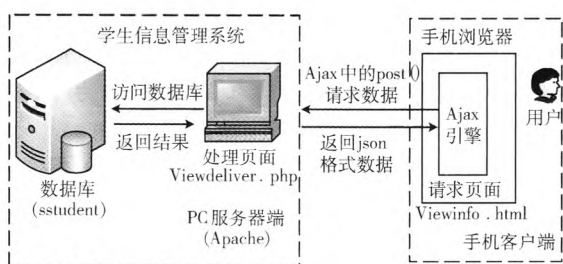 学生信息管理系统
访问数据库
返回结果
数据库
(sstudent)
处理页面
Viewdeliver.php
PC服务器端
(Apache)
Ajax中的post()
请求数据
返回json
格式数据
手机浏览器
Ajax
引擎
请求页面
Viewinfo.html
用户
手机客户端